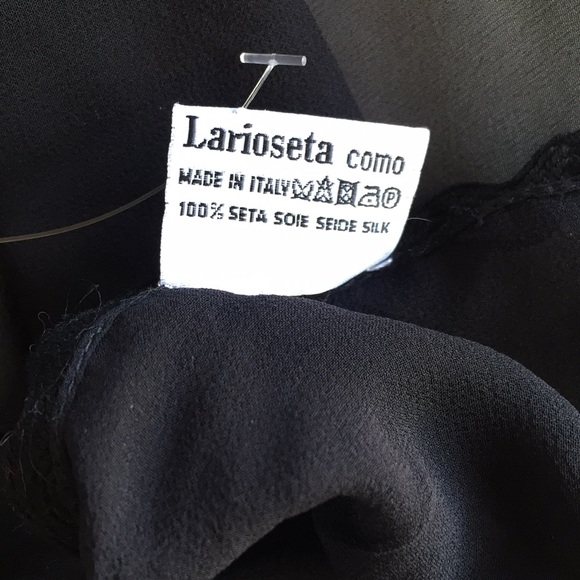 Larioseta como
MADE IN ITALY P
100% SETA SOIE SEIDE SILK